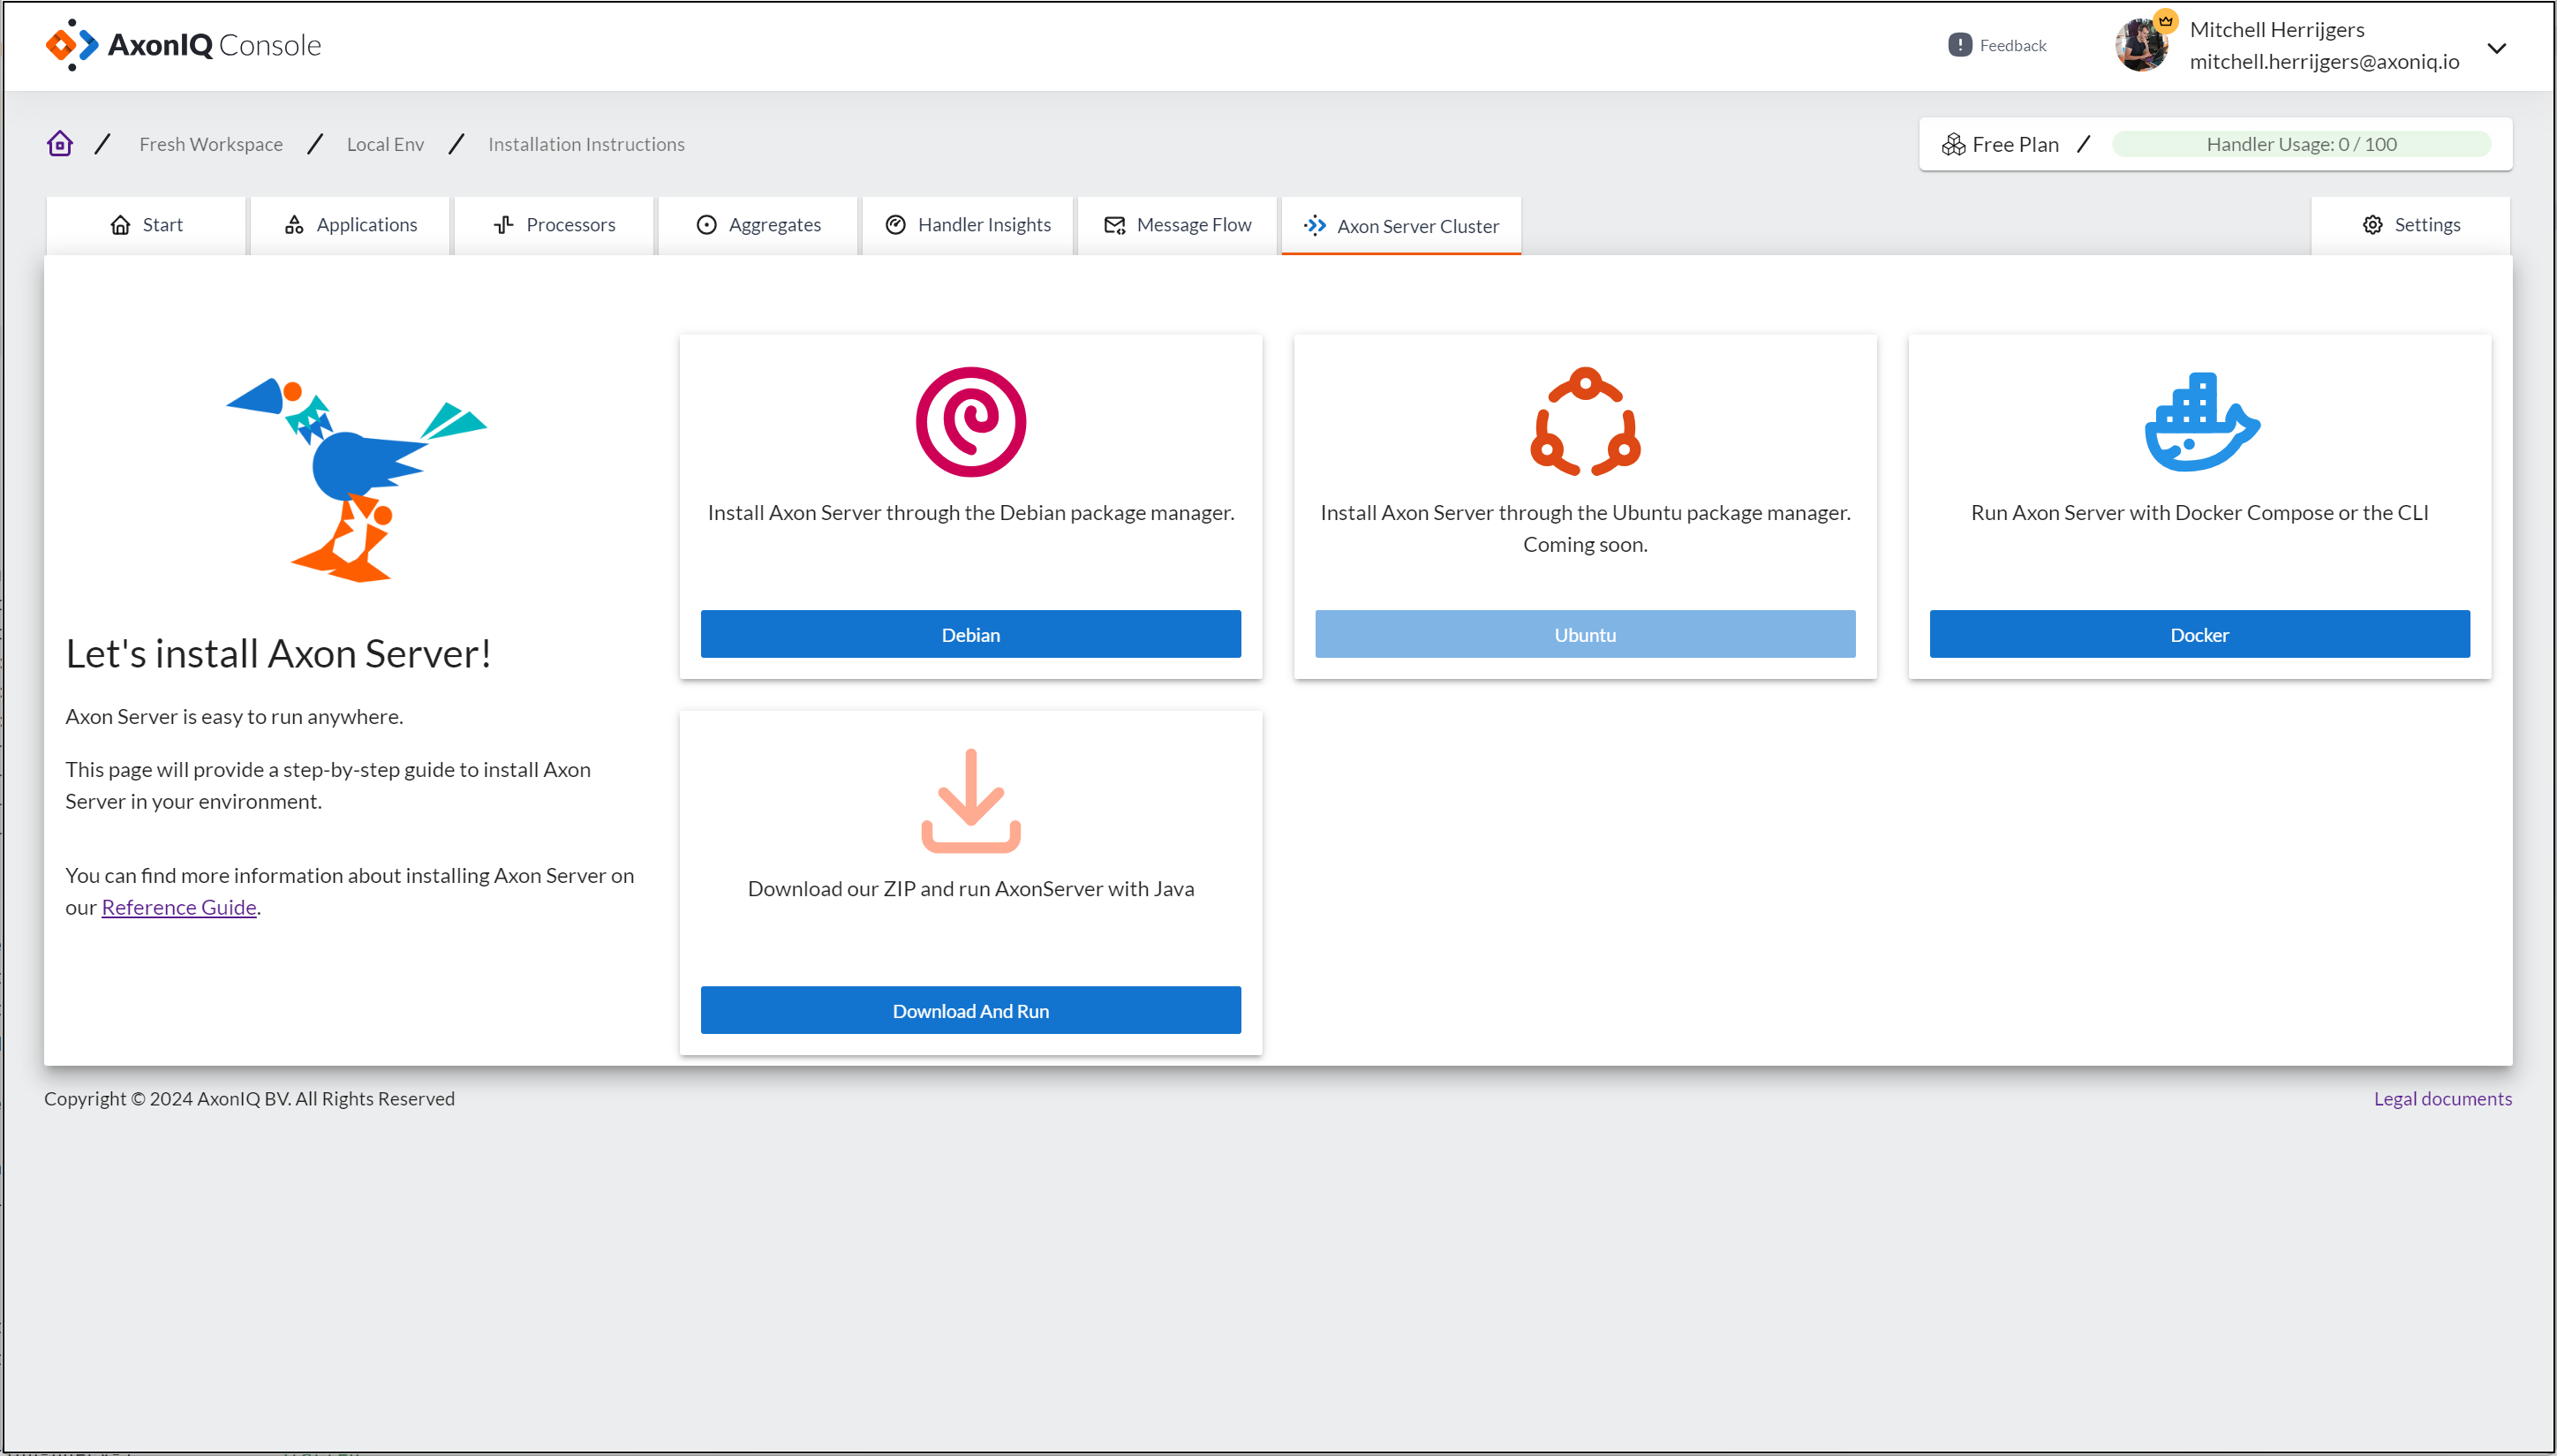 AxonIQ Console
Feedback
Mitchell Herrijgers
mitchell.herrijgers@axoniq.io
/ Fresh Workspace / Local Env / Installation Instructions
Free Plan / Handler Usage: 0 / 100
Start
Applications
Processors
Aggregates
Handler Insights
Message Flow
Axon Server Cluster
Settings
Let's install Axon Server!
Axon Server is easy to run anywhere.
This page will provide a step-by-step guide to install Axon
Server in your environment.
You can find more information about installing Axon Server on
our Reference Guide.
Install Axon Server through the Debian package manager.
Debian
Install Axon Server through the Ubuntu package manager.
Coming soon.
Ubuntu
Run Axon Server with Docker Compose or the CLI
Docker
Download our ZIP and run AxonServer with Java
Download And Run
Copyright © 2024 AxonIQ BV. All Rights Reserved
Legal documents